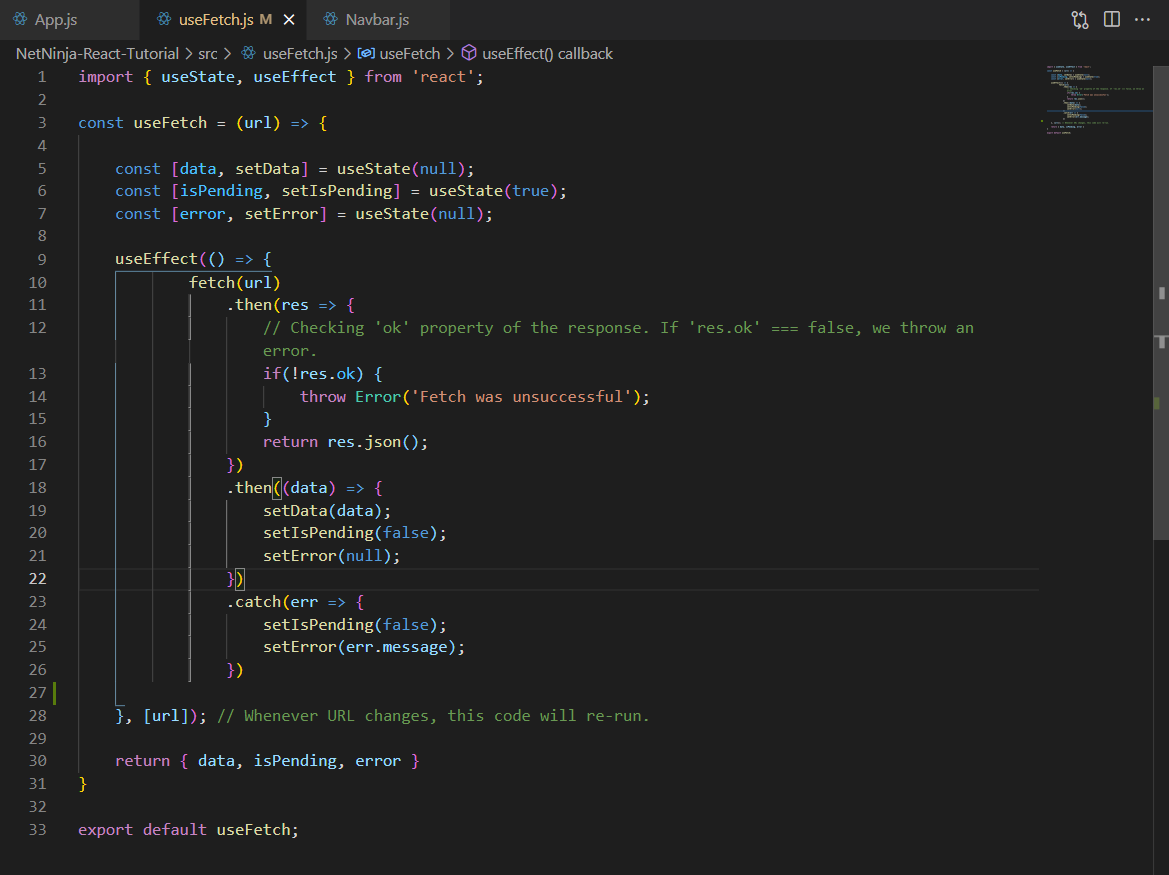 App.js useFetch.js M Navbar.js
NetNinja-React-Tutorial > src > useFetch.js > useFetch > useEffect() callback
1 import { useState, useEffect } from 'react';
2
3 const useFetch = (url) => {
4
5 const [data, setData] = useState(null);
6 const [isPending, setIsPending] = useState(true);
7 const [error, setError] = useState(null);
8
9 useEffect(() => {
10 fetch(url)
11 .then(res => {
12 // Checking 'ok' property of the response. If 'res.ok' === false, we throw an
error.
13 if(!res.ok) {
14 throw Error('Fetch was unsuccessful');
15 }
16 return res.json();
17 })
18 .then((data) => {
19 setData(data);
20 setIsPending(false);
21 setError(null);
22 })
23 .catch(err => {
24 setIsPending(false);
25 setError(err.message);
26 })
27
28 }, [url]); // Whenever URL changes, this code will re-run.
29
30 return { data, isPending, error }
31 }
32
33 export default useFetch;